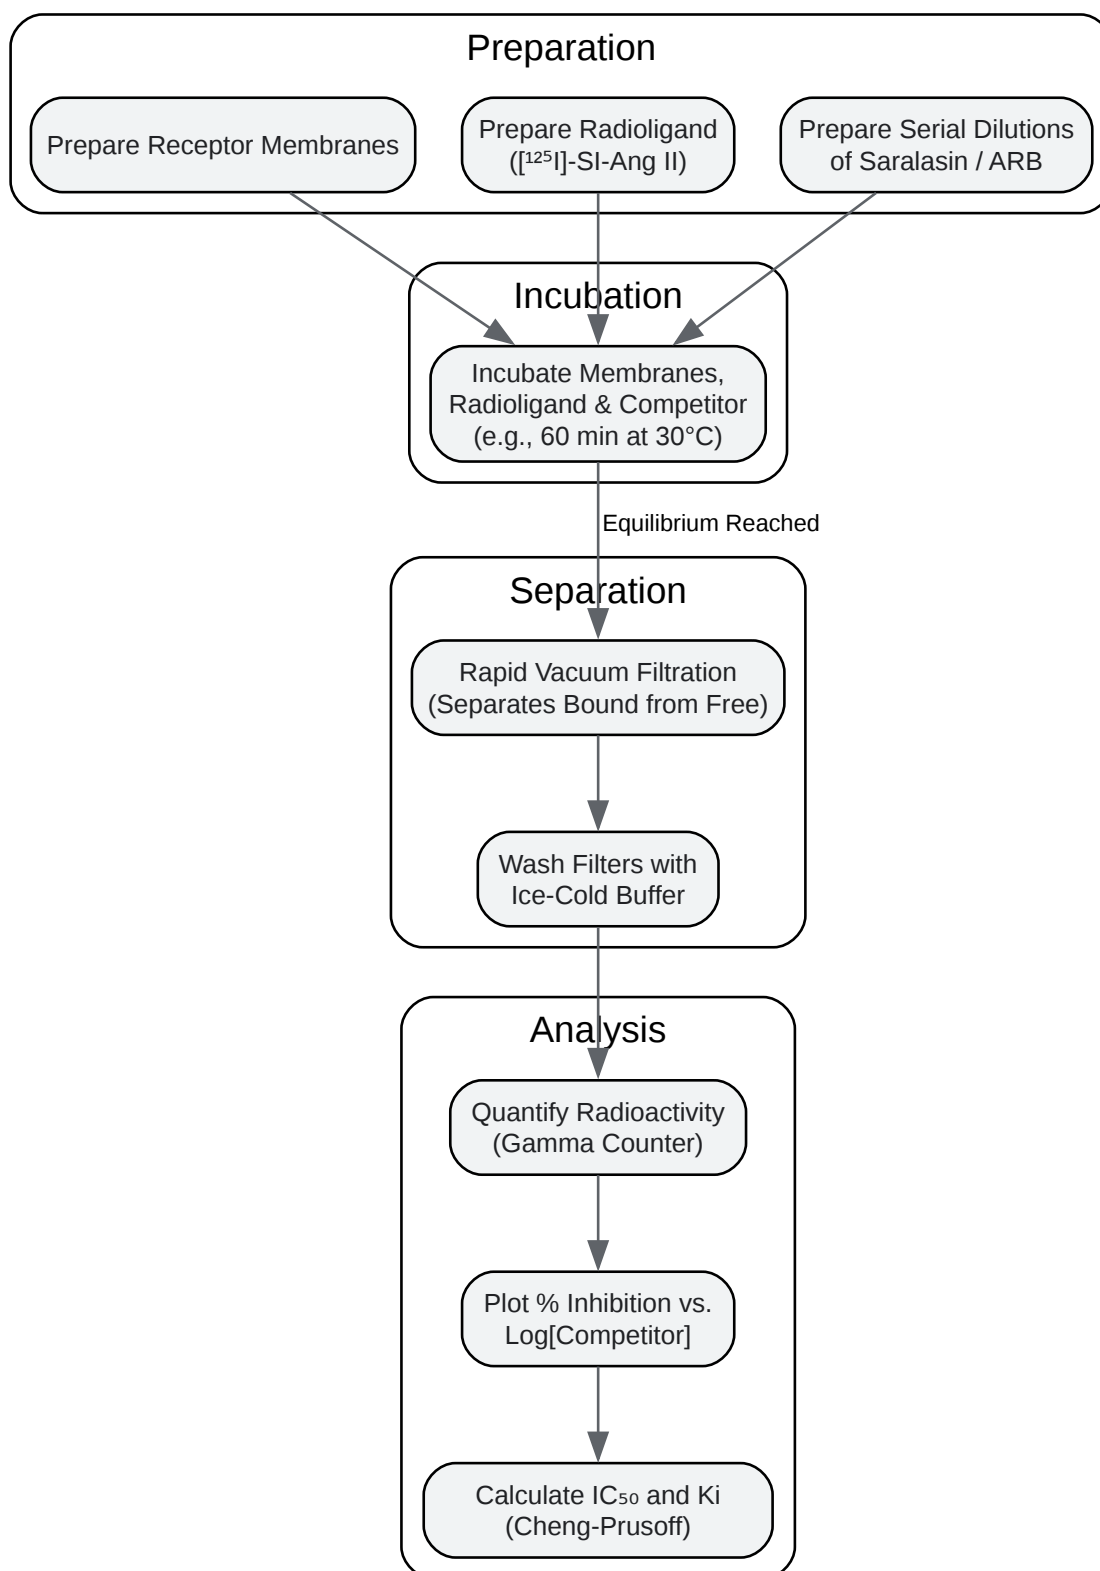 Preparation
Prepare Receptor Membranes
Prepare Radioligand
([¹²⁵I]-SI-Ang II)
Prepare Serial Dilutions
of Saralasin / ARB
Incubation
Incubate Membranes,
Radioligand & Competitor
(e.g., 60 min at 30°C)
Equilibrium Reached
Separation
Rapid Vacuum Filtration
(Separates Bound from Free)
Wash Filters with
Ice-Cold Buffer
Analysis
Quantify Radioactivity
(Gamma Counter)
Plot % Inhibition vs.
Log[Competitor]
Calculate IC₅₀ and Ki
(Cheng-Prusoff)